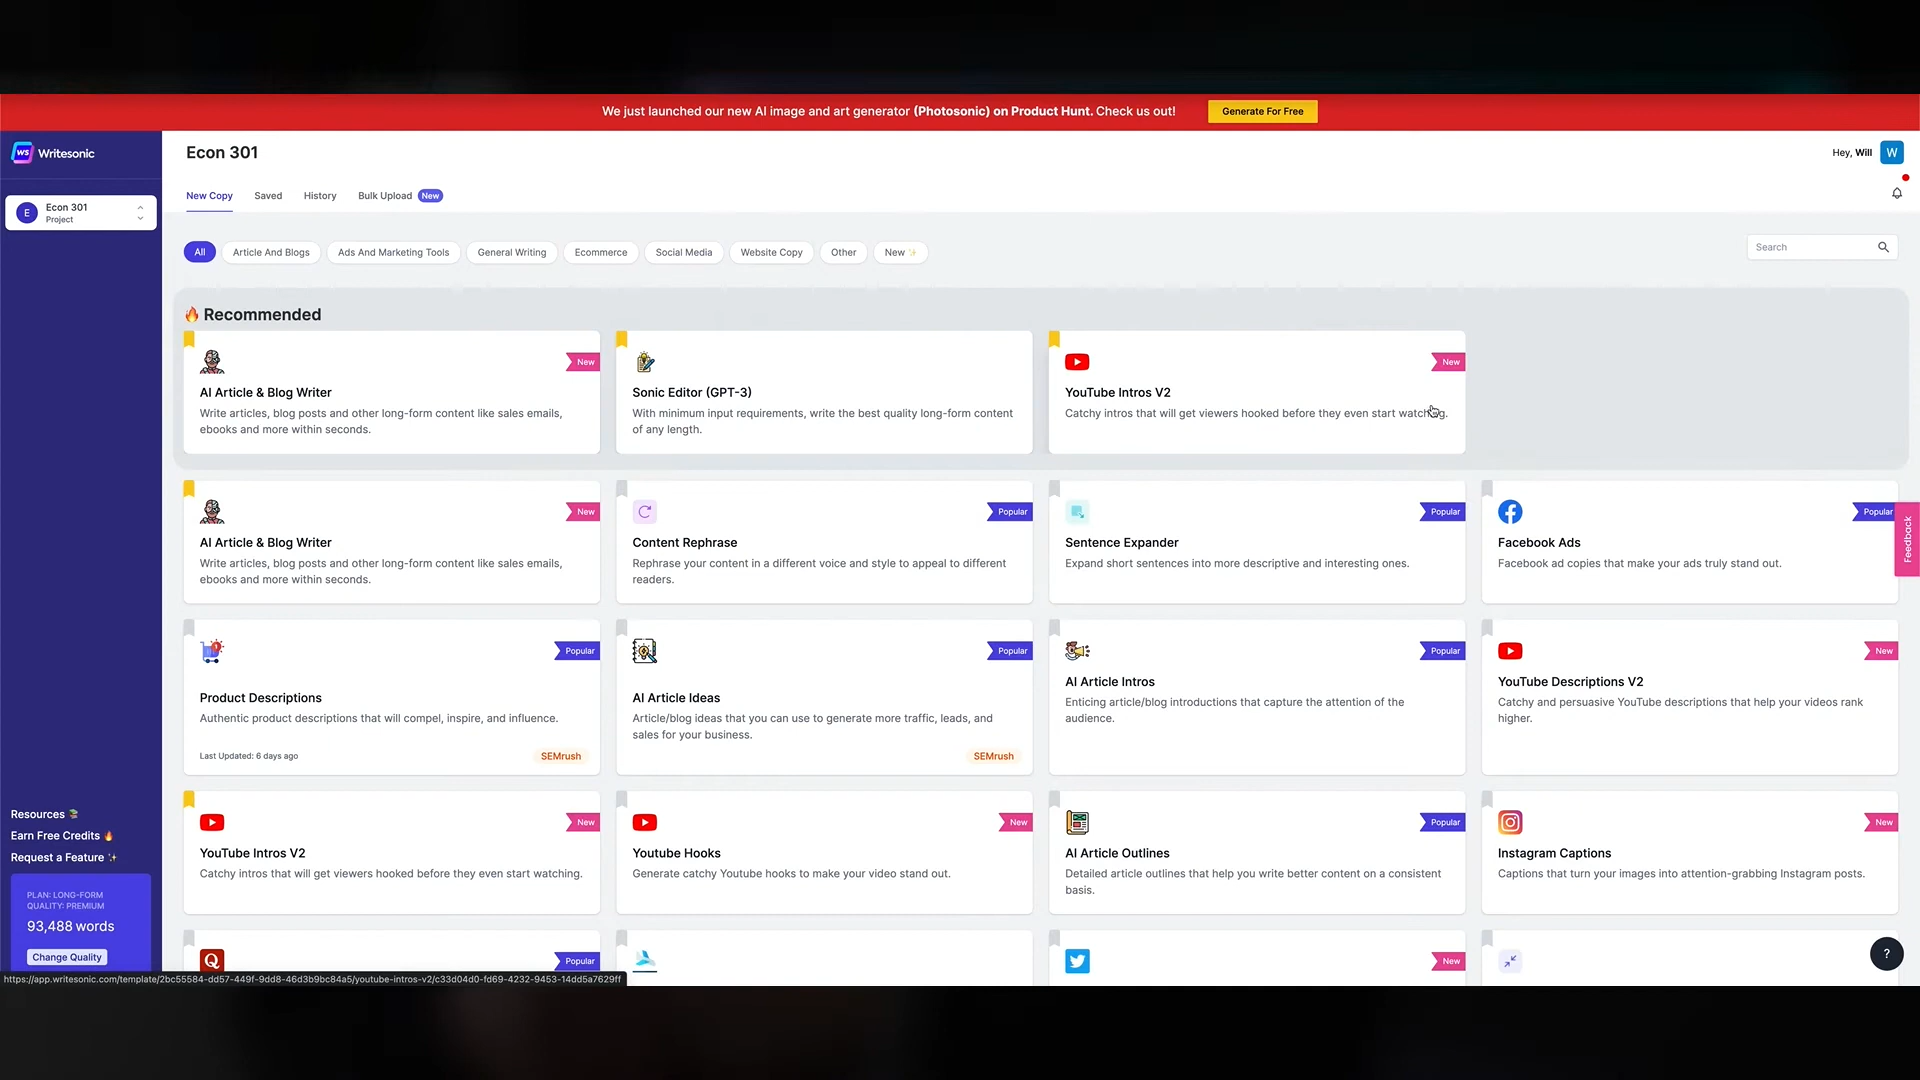 We just launched our new AI image and art generator (Photosonic) on Product Hunt. Check us out!
Generate For Free
WS Writesonic
Econ 301
Hey, Will
W
E
Econ 301
Project
New Copy
Saved
History
Bulk Upload
New
All
Article And Blogs
Ads And Marketing Tools
General Writing
Ecommerce
Social Media
Website Copy
Other
New
Search
Recommended
New
AI Article & Blog Writer
Write articles, blog posts and other long-form content like sales emails,
ebooks and more within seconds.
Sonic Editor (GPT-3)
With minimum input requirements, write the best quality long-form content
of any length.
New
YouTube Intros V2
Catchy intros that will get viewers hooked before they even start watching.
New
AI Article & Blog Writer
Write articles, blog posts and other long-form content like sales emails,
ebooks and more within seconds.
Popular
Content Rephrase
Rephrase your content in a different voice and style to appeal to different
readers.
Popular
Sentence Expander
Expand short sentences into more descriptive and interesting ones.
Popular
Facebook Ads
Facebook ad copies that make your ads truly stand out.
Feedback
Popular
Product Descriptions
Authentic product descriptions that will compel, inspire, and influence.
Last Updated: 6 days ago
SEMrush
Popular
AI Article Ideas
Article/blog ideas that you can use to generate more traffic, leads, and
sales for your business.
SEMrush
Popular
AI Article Intros
Enticing article/blog introductions that capture the attention of the
audience.
New
YouTube Descriptions V2
Catchy and persuasive YouTube descriptions that help your videos rank
higher.
New
YouTube Intros V2
Catchy intros that will get viewers hooked before they even start watching.
New
Youtube Hooks
Generate catchy Youtube hooks to make your video stand out.
Popular
AI Article Outlines
Detailed article outlines that help you write better content on a consistent
basis.
New
Instagram Captions
Captions that turn your images into attention-grabbing Instagram posts.
Popular
New
?
Resources
Earn Free Credits
Request a Feature
PLAN: LONG-FORM
QUALITY: PREMIUM
93,488 words
Change Quality
https://app.writesonic.com/template/2bc55584-dd57-449f-9dd8-46d3b9bc84a5/youtube-intros-v2/c33d04d0-fd69-4232-9453-14dd5a7629ff